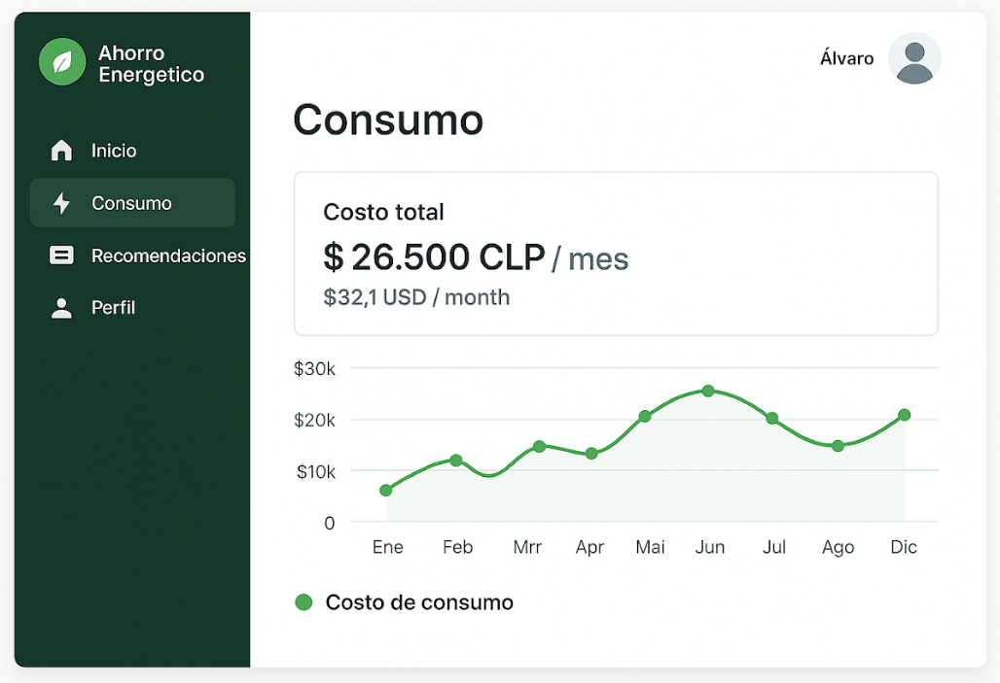 Ahorro
Energetico
Inicio
Consumo
Recomendaciones
Perfil
Álvaro
Consumo
Costo total
$ 26.500 CLP / mes
$32,1 USD / month
$30k
$20k
$10k
0
Ene Feb Mrr Apr Mai Jun Jul Ago Dic
Costo de consumo